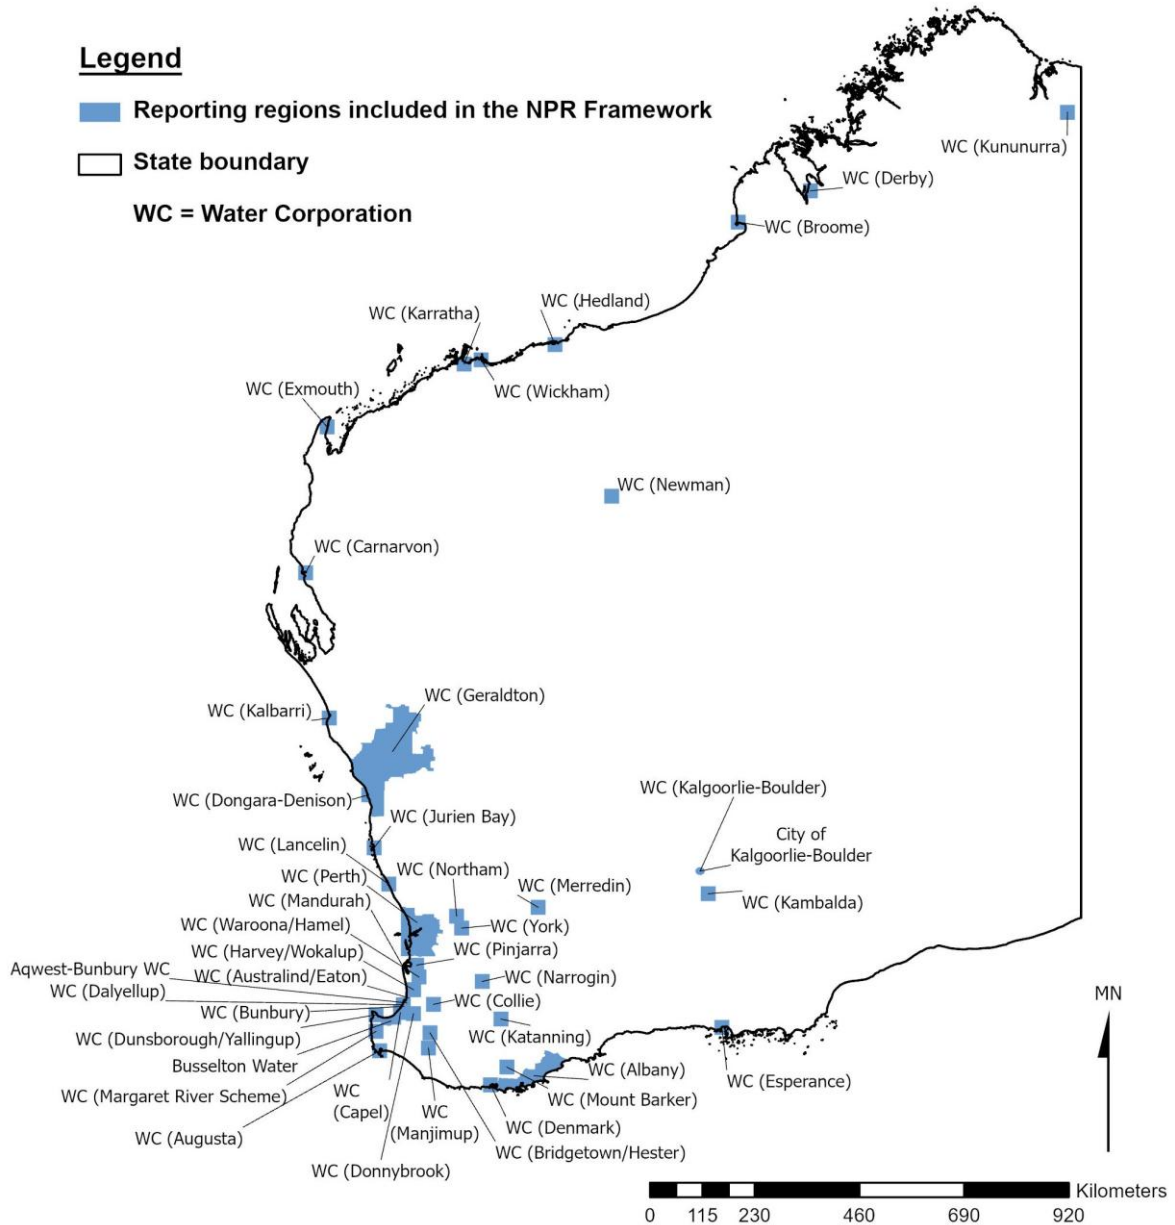 Legend
Reporting regions included in the NPR Framework
State boundary
WC = Water Corporation
WC (Kununurra)
WC (Derby)
WC (Broome)
WC (Hedland)
WC (Karratha)
WC (Wickham)
WC (Exmouth)
WC (Newman)
WC (Carnarvon)
WC (Geraldton)
WC (Kalbarri)
WC (Dongara-Denison)
WC (Jurien Bay)
WC (Lancelin)
WC (Northam)
WC (Perth)
WC (Mandurah)
WC (Merredin)
WC (Kalgoorlie-Boulder)
City of
Kalgoorlie-Boulder
WC (Kambalda)
WC (Waroona/Hamel)
WC (York)
WC (Harvey/Wokalup)
WC (Pinjarra)
Aqwest-Bunbury WC
WC (Australind/Eaton)
WC (Narrogin)
WC (Dalyellup)
WC (Collie)
WC (Bunbury)
WC (Katanning)
WC (Dunsborough/Yallingup)
Busselton Water
WC (Albany)
WC (Esperance)
WC (Margaret River Scheme)
WC
(Capel)
WC (Mount Barker)
WC
(Manjimup)
WC (Denmark)
WC (Augusta)
WC (Bridgetown/Hester)
WC
(Donnybrook)
MN
Kilometers
0 115 230 460 690 920